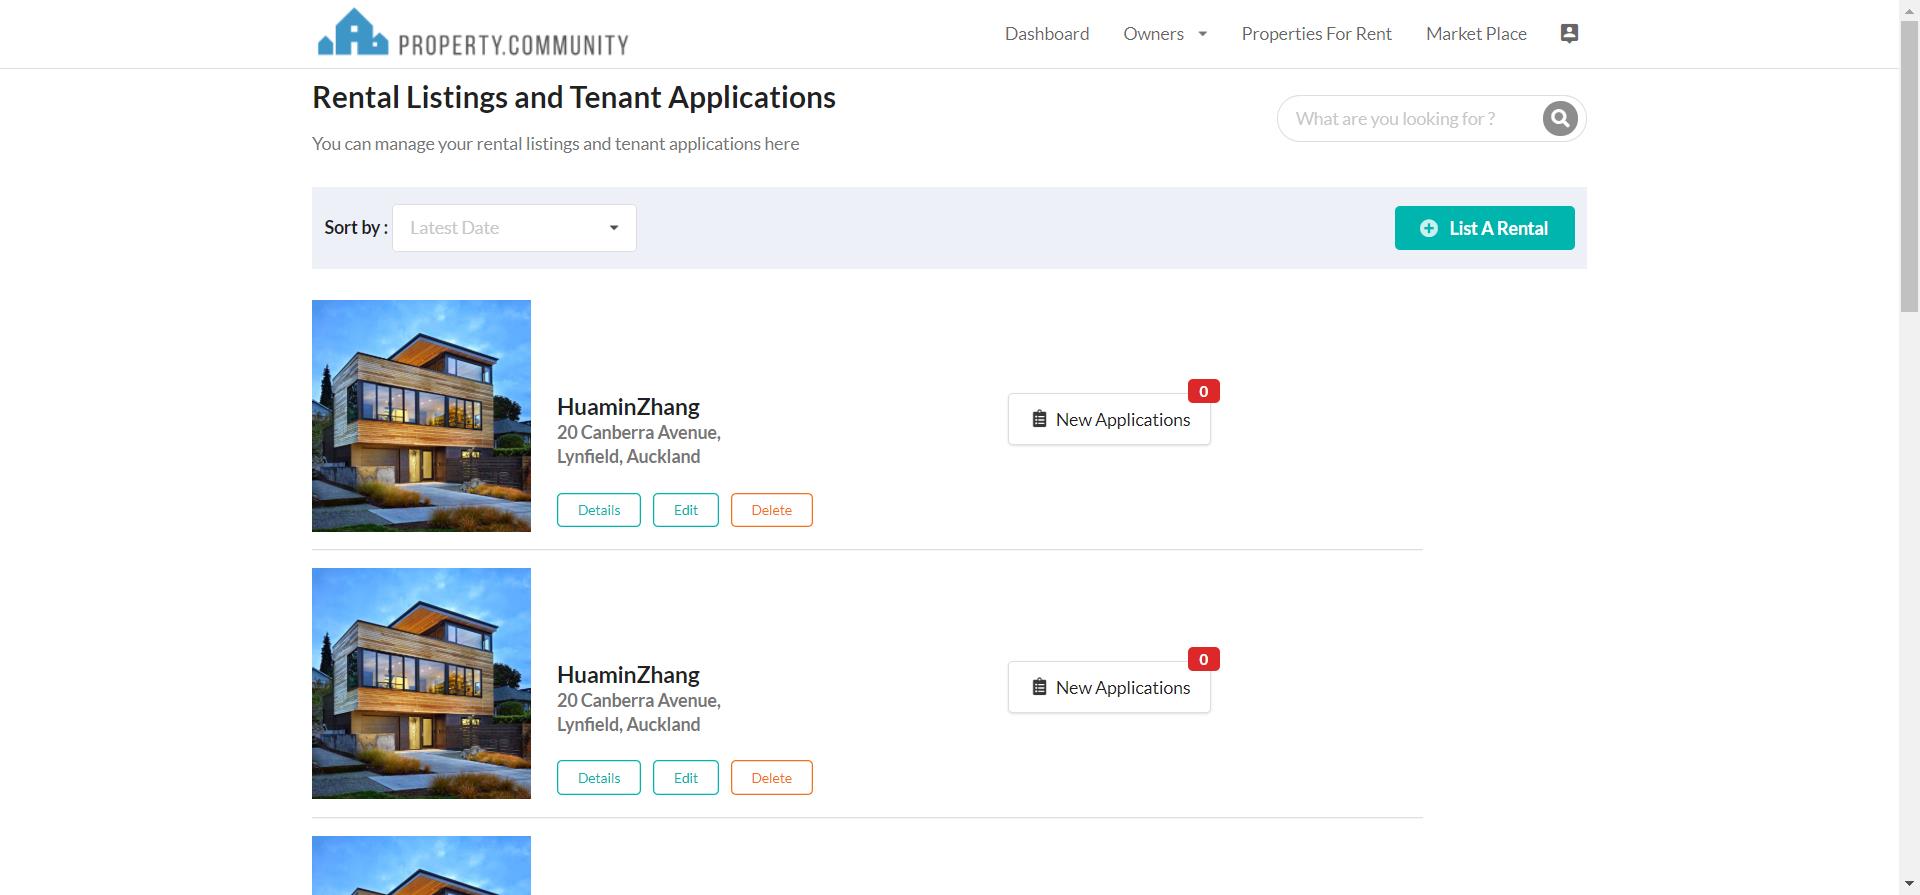 PROPERTY.COMMUNITY
Dashboard
Owners
Properties For Rent
Market Place
Rental Listings and Tenant Applications
You can manage your rental listings and tenant applications here
What are you looking for ?
Sort by :
Latest Date
List A Rental
HuaminZhang
20 Canberra Avenue,
Lynfield, Auckland
0
New Applications
Details
Edit
Delete
HuaminZhang
20 Canberra Avenue,
Lynfield, Auckland
0
New Applications
Details
Edit
Delete